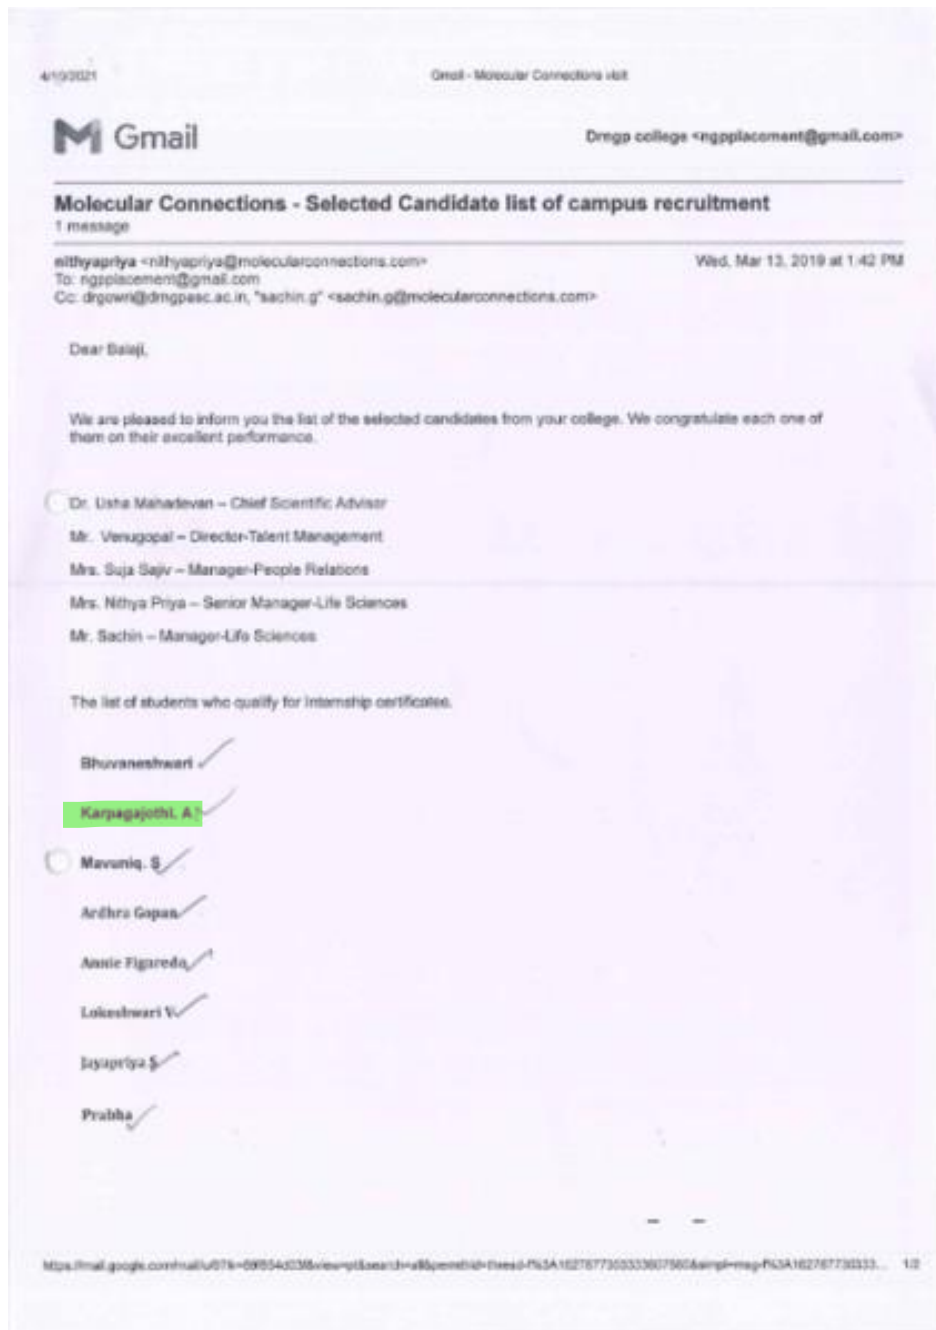 4/10/2021 Gmail - Molecular Connections visit
M Gmail Drngp college <ngpplacement@gmail.com>
Molecular Connections - Selected Candidate list of campus recruitment
1 message
nithyapriya <nithyapriya@molecularconnections.com> Wed, Mar 13, 2019 at 1:42 PM
To: ngpplacement@gmail.com
Cc: drgowri@drngpasc.ac.in, "sachin.g" <sachin.g@molecularconnections.com>
Dear Balaji,
We are pleased to inform you the list of the selected candidates from your college. We congratulate each one of
them on their excellent performance.
Dr. Usha Mahadevan – Chief Scientific Advisor
Mr. Venugopal – Director-Talent Management
Mrs. Suja Sajiv – Manager-People Relations
Mrs. Nithya Priya – Senior Manager-Life Sciences
Mr. Sachin – Manager-Life Sciences
The list of students who qualify for Internship certificates.
Bhuvaneshwari
Karpagajothi. A
Mavuniq. S
Ardhra Gopan
Annie Figaredo
Lokeshwari V
Jayapriya S
Prabha
1/2